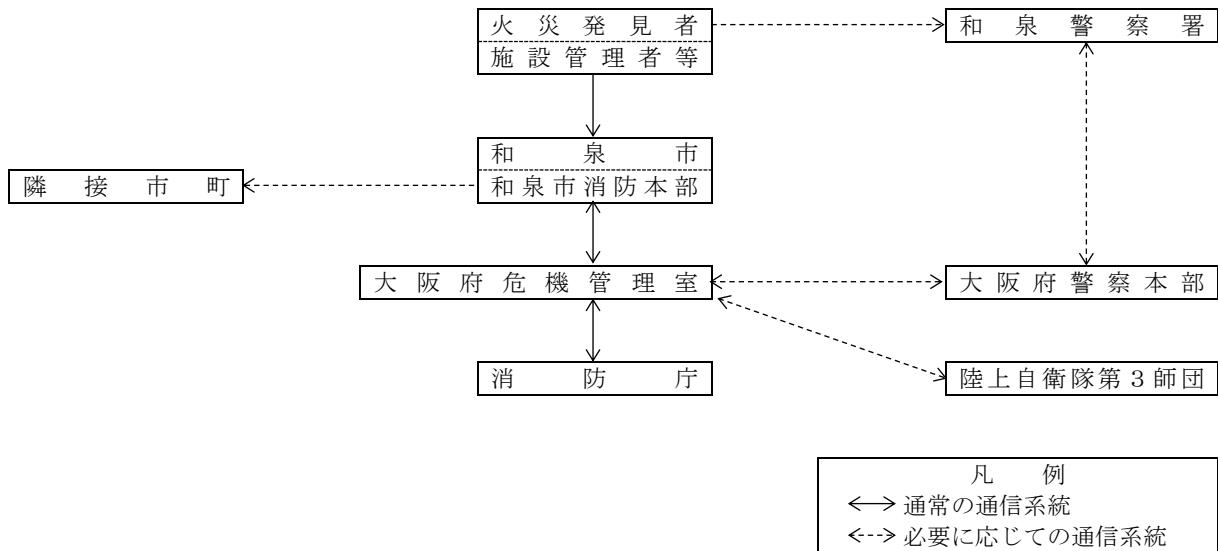 火災発見者
施設管理者等
和泉警察署
和泉市
和泉市消防本部
隣接市町
大阪府危機管理室
大阪府警察本部
消防庁
陸上自衛隊第３師団
凡例
通常の通信系統
必要に応じての通信系統